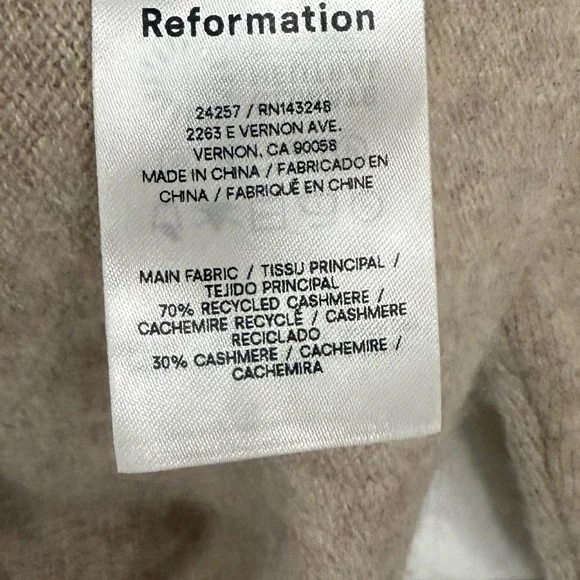 Reformation
24257 / RN143248
2263 E VERNON AVE.
VERNON, CA 90058
MADE IN CHINA / FABRICADO EN
CHINA / FABRIQUÉ EN CHINE
MAIN FABRIC / TISSU PRINCIPAL /
TEJIDO PRINCIPAL
70% RECYCLED CASHMERE /
CACHEMIRE RECYCLÉ / CASHMERE
RECICLADO
30% CASHMERE / CACHEMIRE /
CACHEMIRA